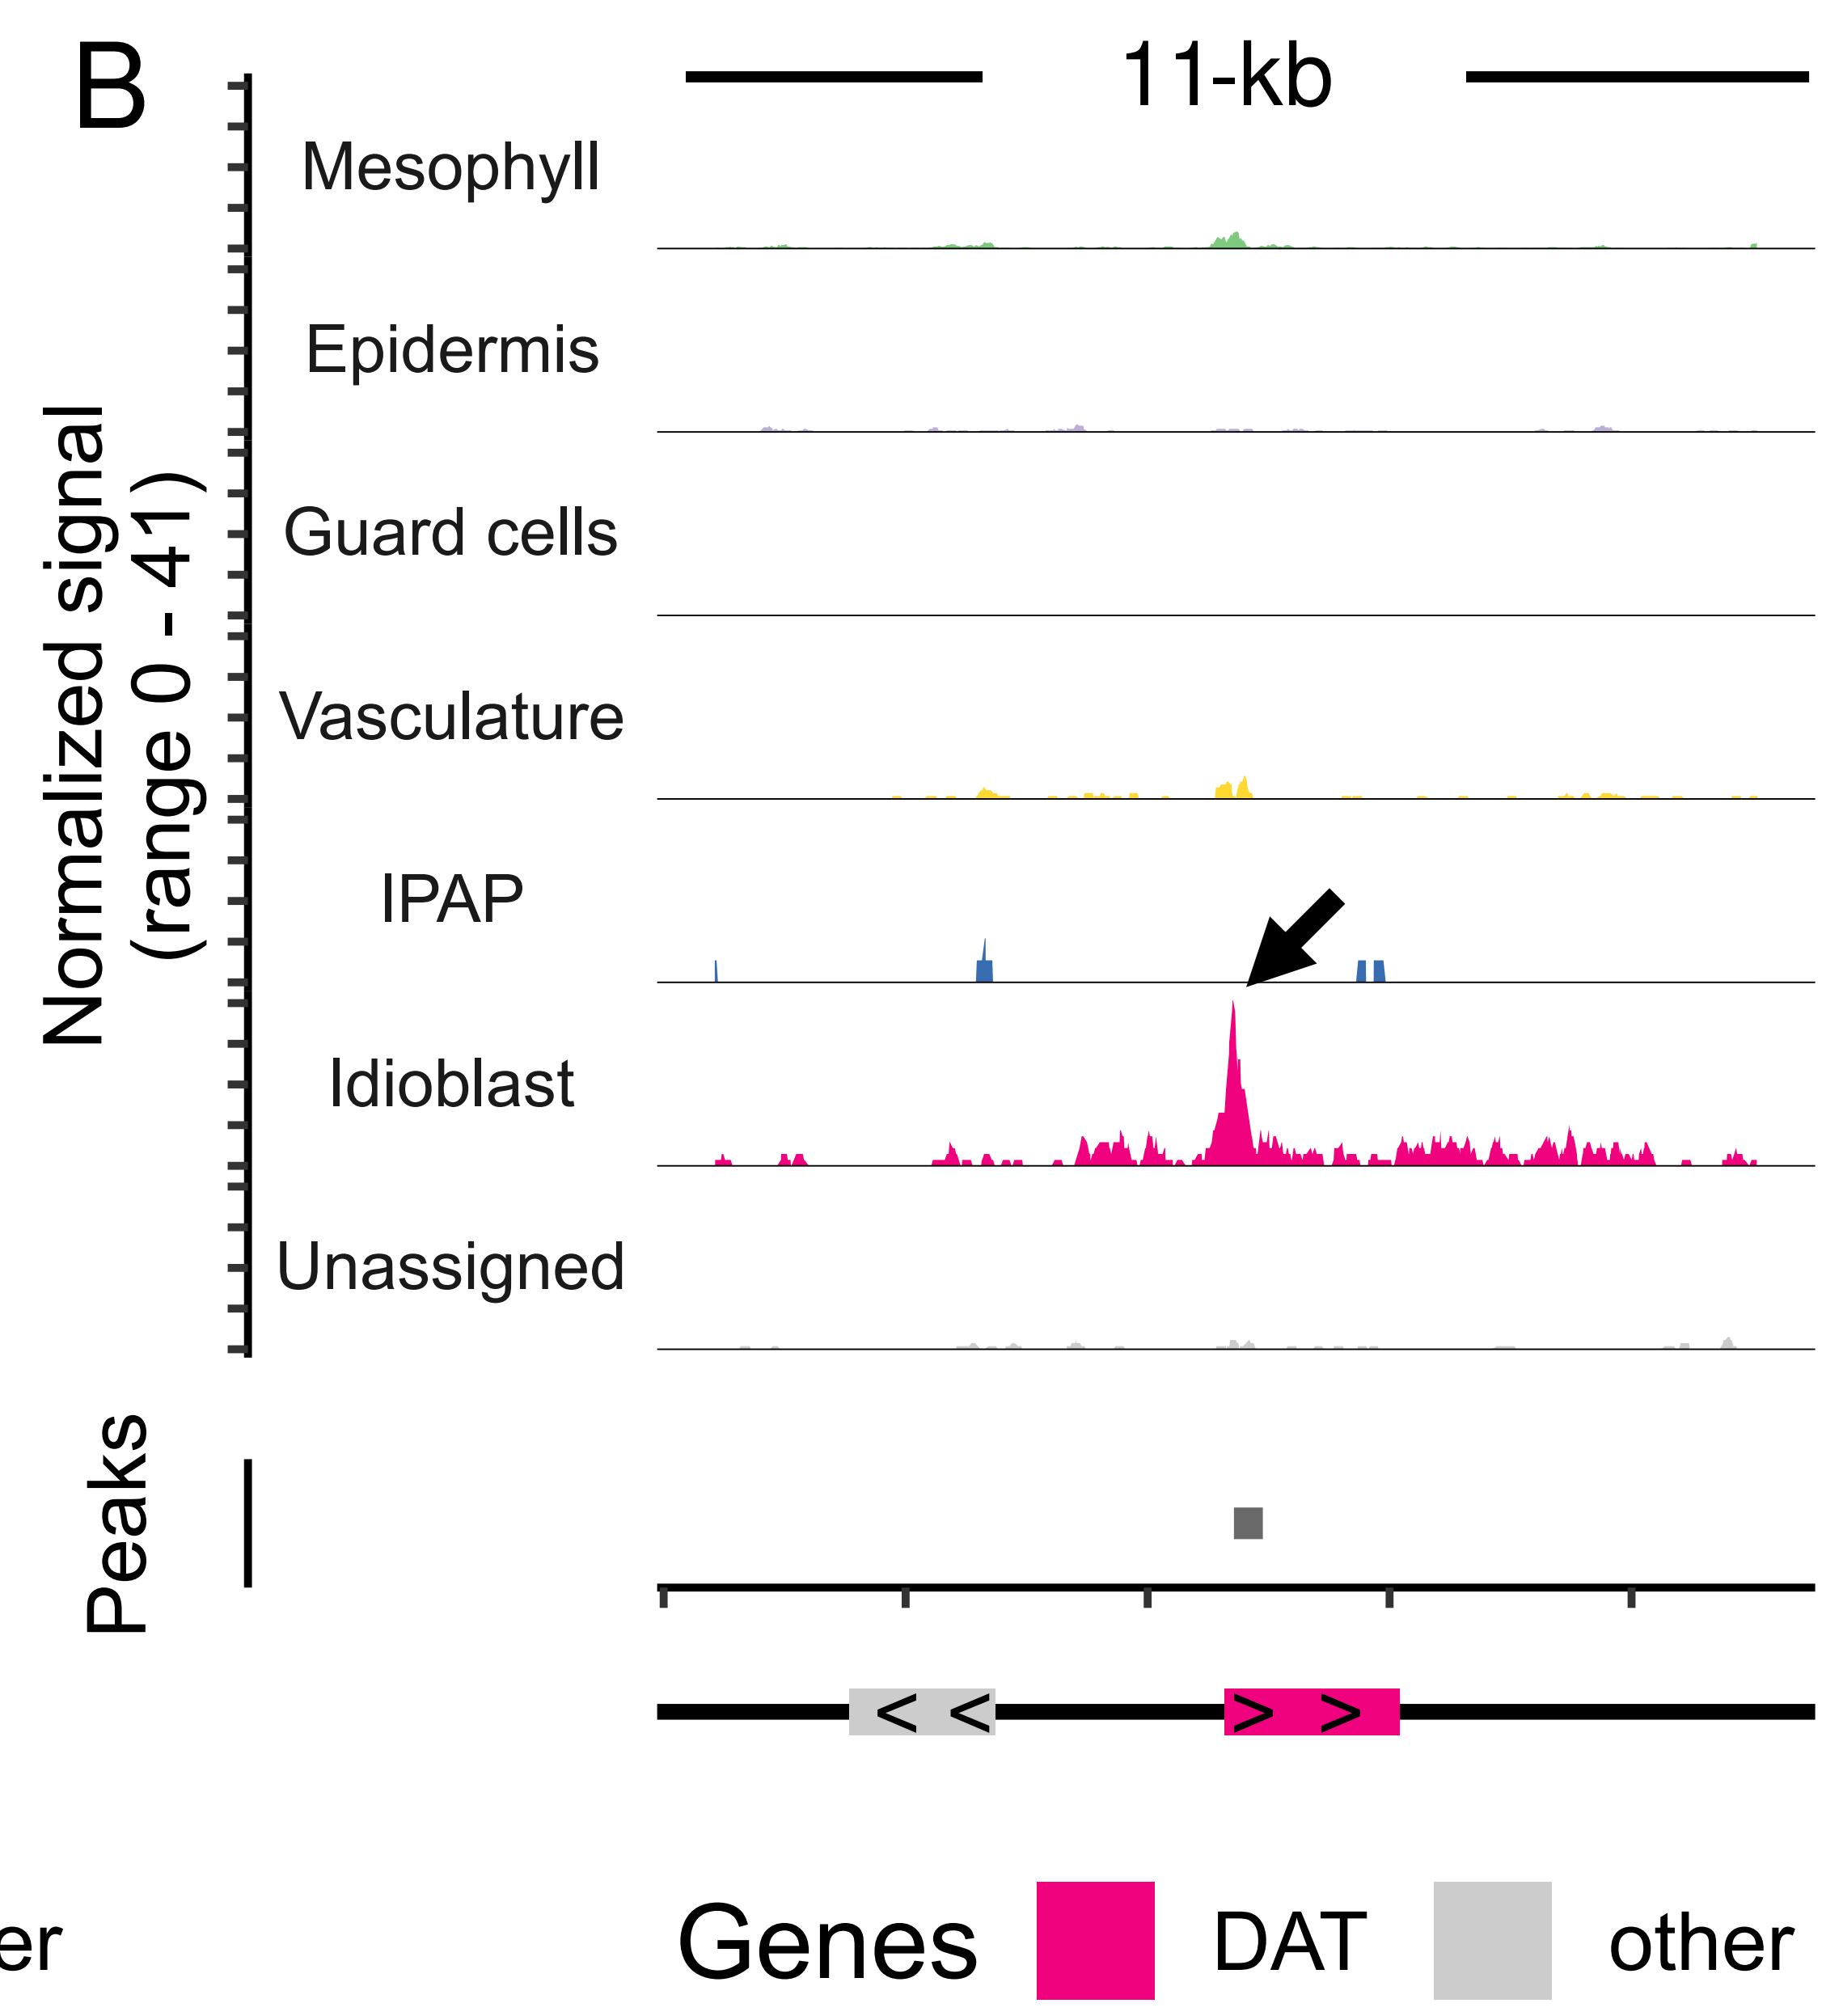 B
11-kb
Mesophyll
Epidermis
Guard cells
Vasculature
IPAP
Idioblast
Unassigned
Normalized signal
(range 0 - 41)
Peaks
< <
> >
er
Genes
DAT
other